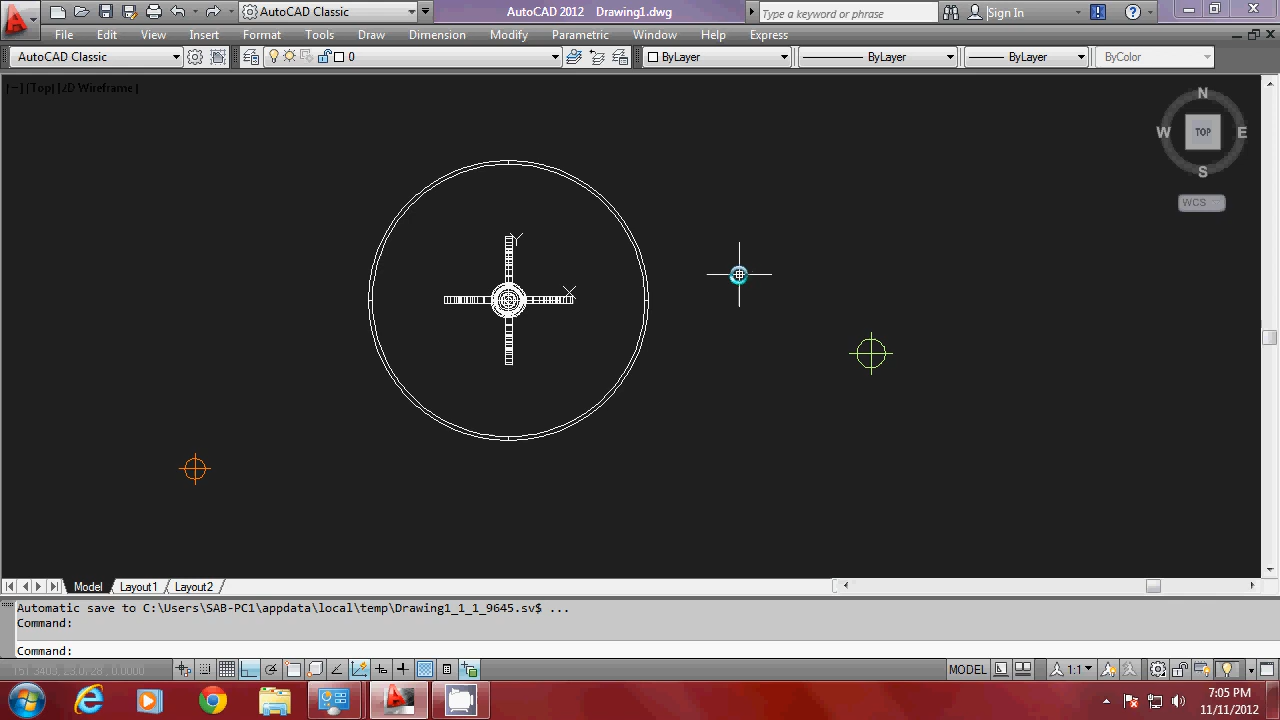 AutoCAD Classic
AutoCAD 2012 Drawing1.dwg
Type a keyword or phrase
Sign In
File Edit View Insert Format Tools Draw Dimension Modify Parametric Window Help Express
AutoCAD Classic
0
ByLayer
ByLayer
ByLayer
ByColor
[−] [Top] [2D Wireframe]
N
W TOP E
S
WCS
Y
X
Model Layout1 Layout2
Automatic save to C:\Users\SAB-PC1\appdata\local\temp\Drawing1_1_1_9645.sv$ ...
Command:
Command:
MODEL
1:1
7:05 PM
11/11/2012